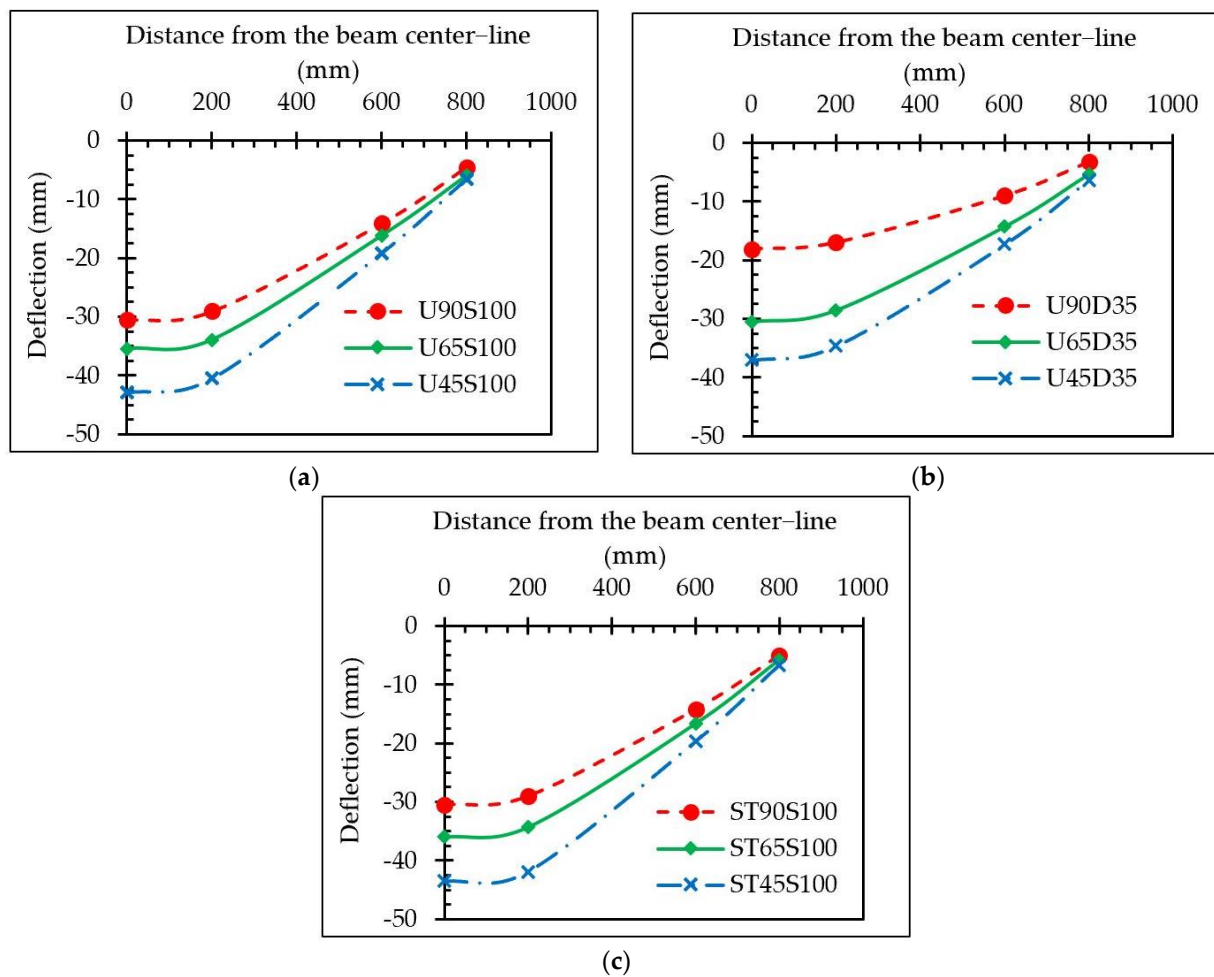 Distance from the beam center–line
(mm)
0 200 400 600 800 1000
0
-10
-20
-30
-40
-50
Deflection (mm)
U90S100
U65S100
U45S100
(a)
Distance from the beam center–line
(mm)
0 200 400 600 800 1000
0
-10
-20
-30
-40
-50
Deflection (mm)
U90D35
U65D35
U45D35
(b)
Distance from the beam center–line
(mm)
0 200 400 600 800 1000
0
-10
-20
-30
-40
-50
Deflection (mm)
ST90S100
ST65S100
ST45S100
(c)